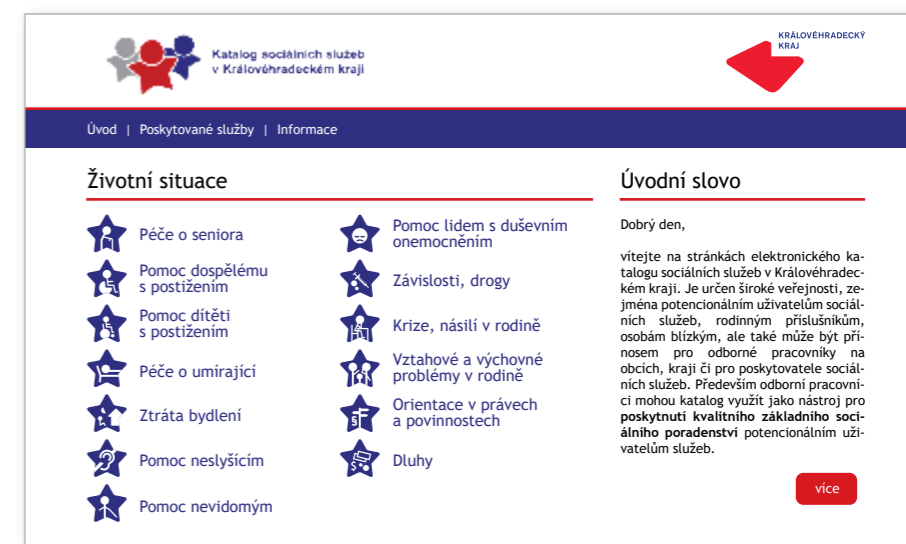 Katalog sociálních služeb
v Královéhradeckém kraji
KRÁLOVÉHRADECKÝ
KRAJ
Úvod | Poskytované služby | Informace
Životní situace
Péče o seniora
Pomoc dospělému
s postižením
Pomoc dítěti
s postižením
Péče o umírající
Ztráta bydlení
Pomoc neslyšícím
Pomoc nevidomým
Pomoc lidem s duševním
onemocněním
Závislosti, drogy
Krize, násilí v rodině
Vztahové a výchovné
problémy v rodině
Orientace v právech
a povinnostech
Dluhy
Úvodní slovo
Dobrý den,
vítejte na stránkách elektronického ka-
talogu sociálních služeb v Královéhradec-
kém kraji. Je určen široké veřejnosti, ze-
jména potencionálním uživatelům sociál-
ních služeb, rodinným příslušníkům,
osobám blízkým, ale také může být pří-
nosem pro odborné pracovníky na
obcích, kraji či pro poskytovatele sociál-
ních služeb. Především odborní pracovní-
ci mohou katalog využít jako nástroj pro
poskytnutí kvalitního základního soci-
álního poradenství potencionálním uži-
vatelům služeb.
více